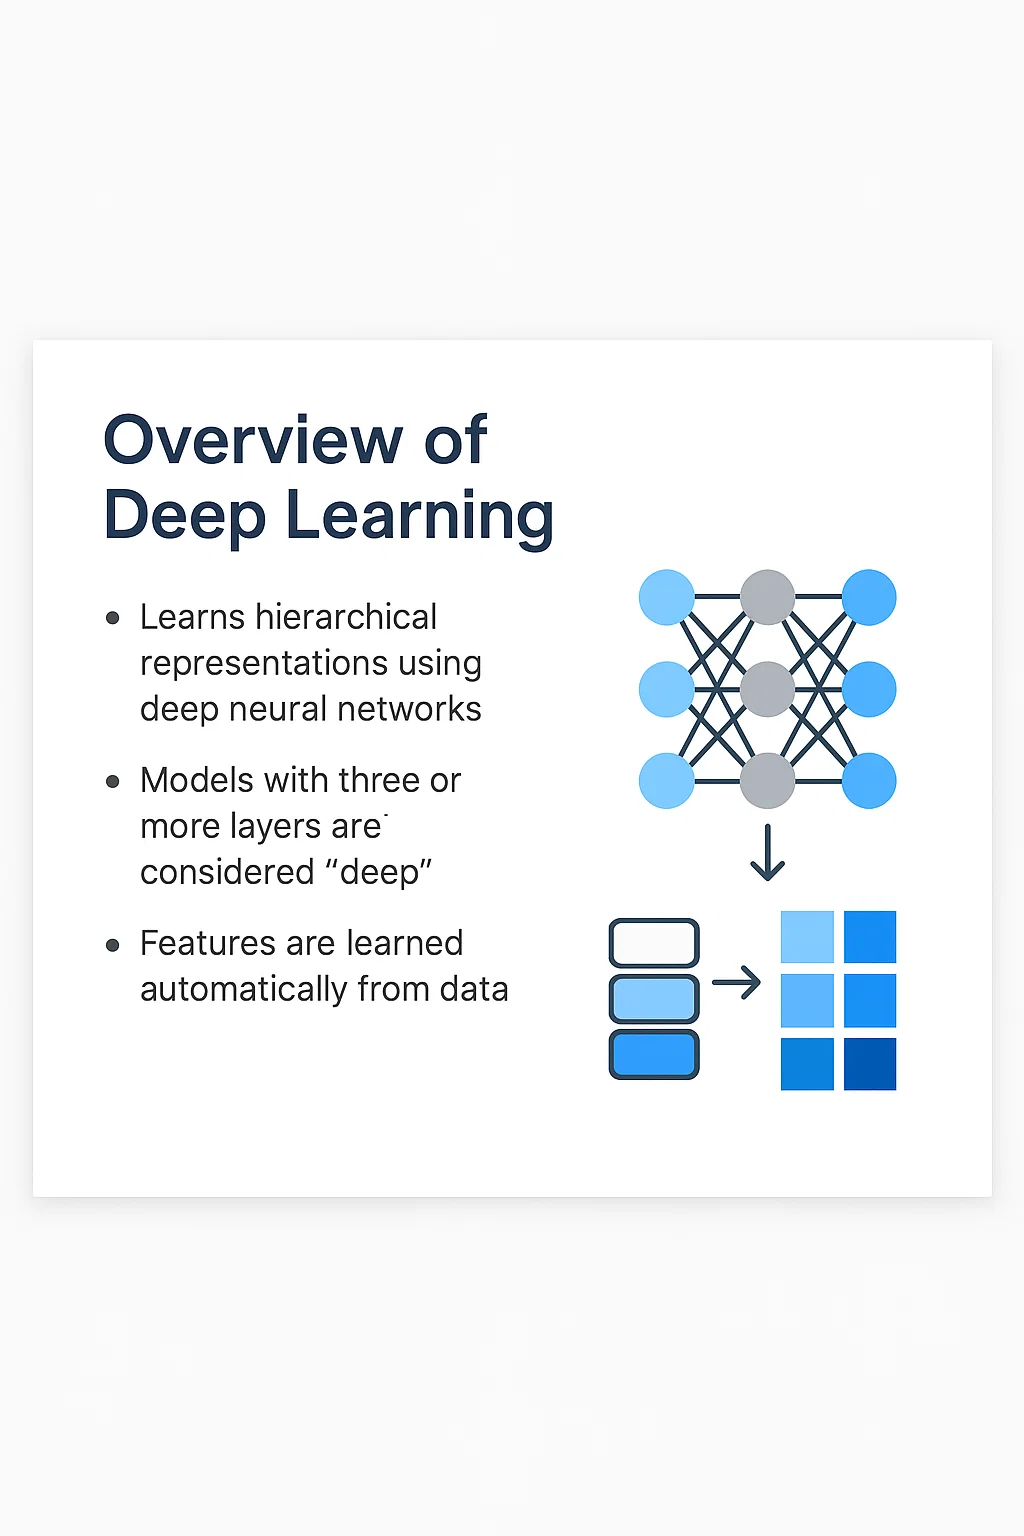 Overview of
Deep Learning
• Learns hierarchical
representations using
deep neural networks
• Models with three or
more layers are
considered “deep”
• Features are learned
automatically from data